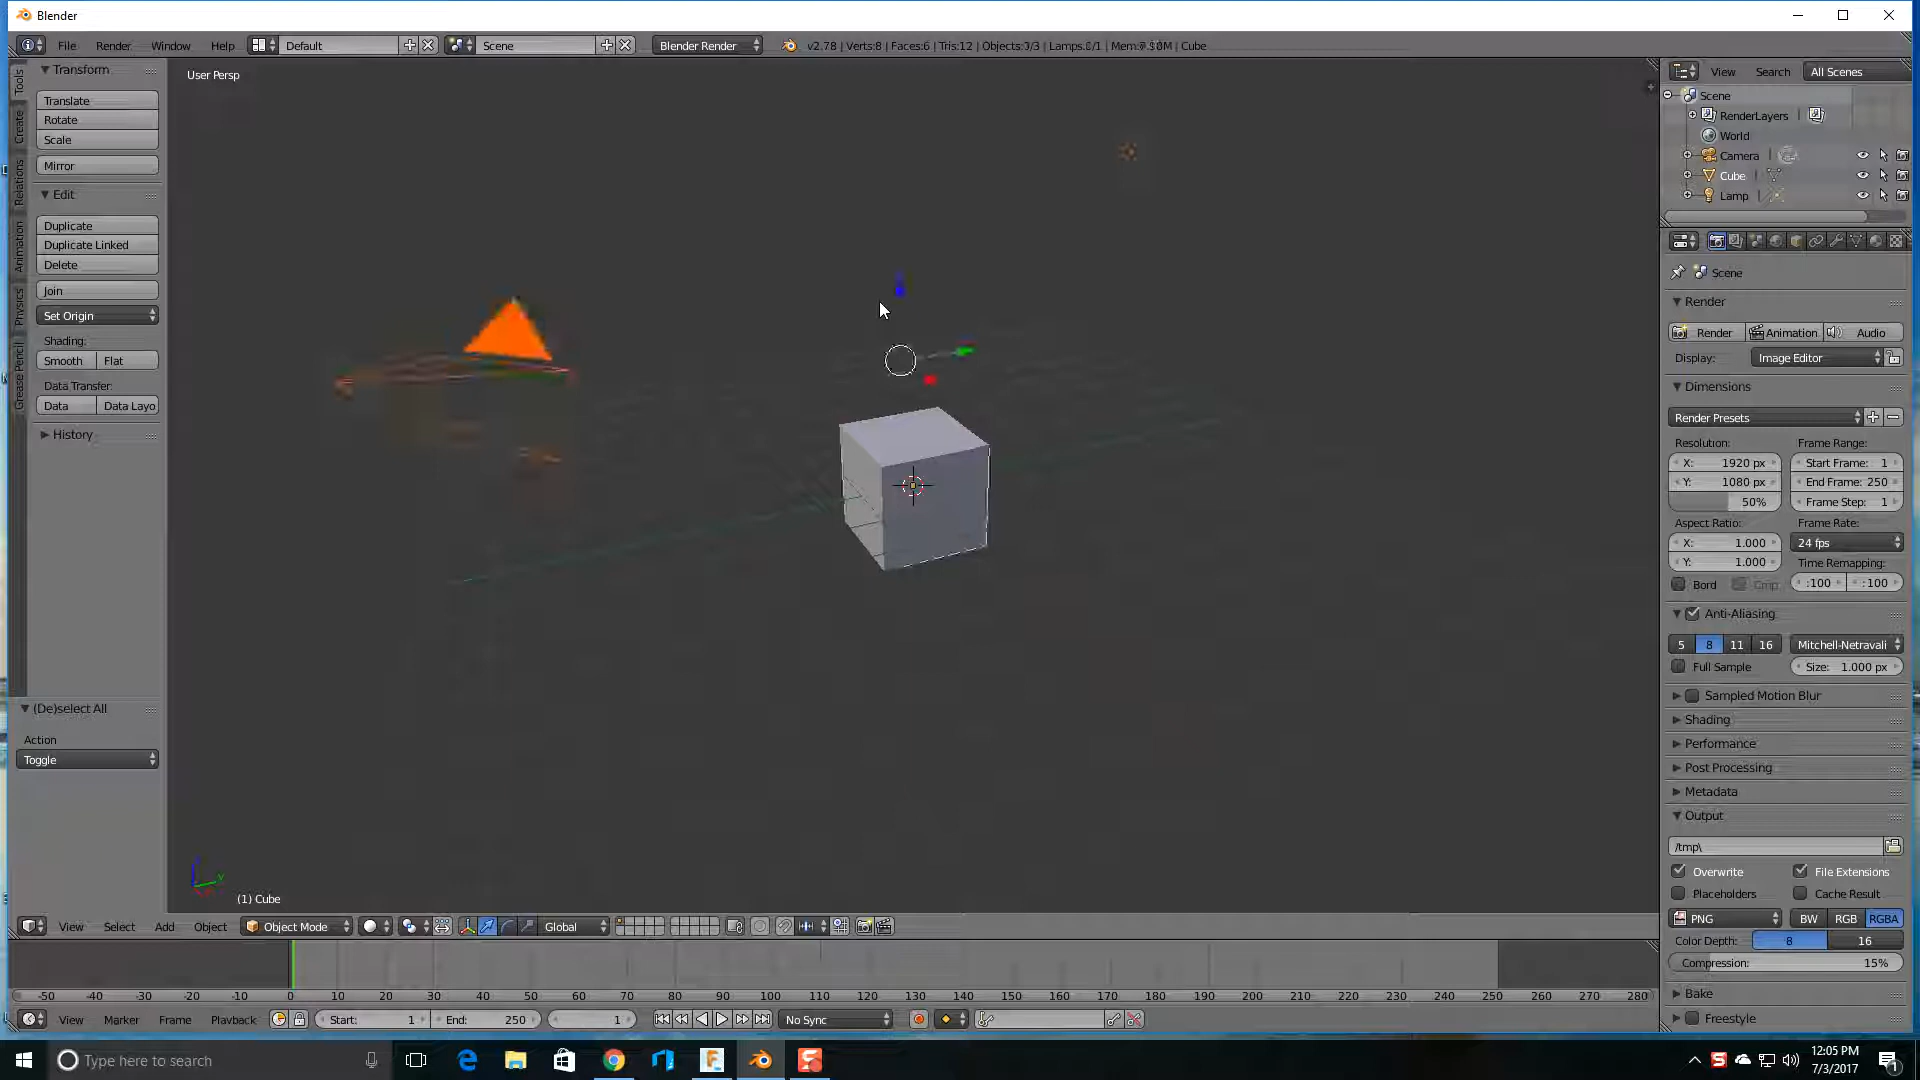 Blender
File Render Window Help Default Scene Blender Render v2.78 | Verts:8 | Faces:6 | Tris:12 | Objects:3/3 | Lamps:0/1 | Cube
Transform
User Persp
Translate
Rotate
Scale
Mirror
Edit
Duplicate
Duplicate Linked
Delete
Join
Set Origin
Shading:
Smooth Flat
Data Transfer:
Data Data Layo
History
Tools
Create
Relations
Animation
Physics
Grease Pencil
(De)select All
Action
Toggle
(1) Cube
View Select Add Object Object Mode Global
-50 -40 -30 -20 -10 0 10 20 30 40 50 60 70 80 90 100 110 120 130 140 150 160 170 180 190 200 210 220 230 240 250 260 270 280
View Marker Frame Playback Start: 1 End: 250 1 No Sync
View Search All Scenes
Scene
RenderLayers
World
Camera
Cube
Lamp
Scene
Render
Render Animation Audio
Display: Image Editor
Dimensions
Render Presets
Resolution: Frame Range:
X: 1920 px Start Frame: 1
Y: 1080 px End Frame: 250
50% Frame Step: 1
Aspect Ratio: Frame Rate:
X: 1.000 24 fps
Y: 1.000 Time Remapping:
Bord Crop :100 :100
Anti-Aliasing
5 8 11 16 Mitchell-Netravali
Full Sample Size: 1.000 px
Sampled Motion Blur
Shading
Performance
Post Processing
Metadata
Output
/tmp\
Overwrite File Extensions
Placeholders Cache Result
PNG BW RGB RGBA
Color Depth: 8 16
Compression: 15%
Bake
Freestyle
Type here to search
12:05 PM
7/3/2017